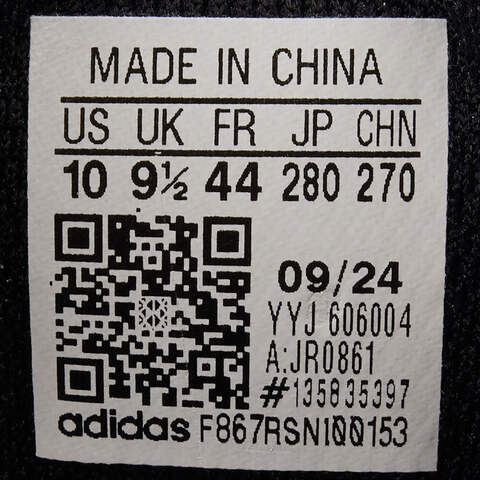 MADE IN CHINA
US UK FR JP CHN
10 9½ 44 280 270
09/24
YYJ 606004
A:JR0861
#135835397
adidas F867RSN100153